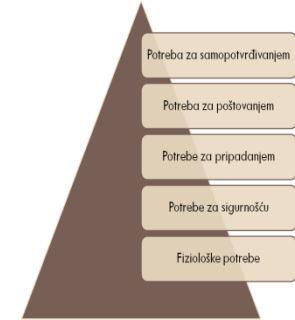 Potreba za samopotvrđivanjem
Potreba za poštovanjem
Potrebe za pripadanjem
Potrebe za sigurnošću
Fiziološke potrebe